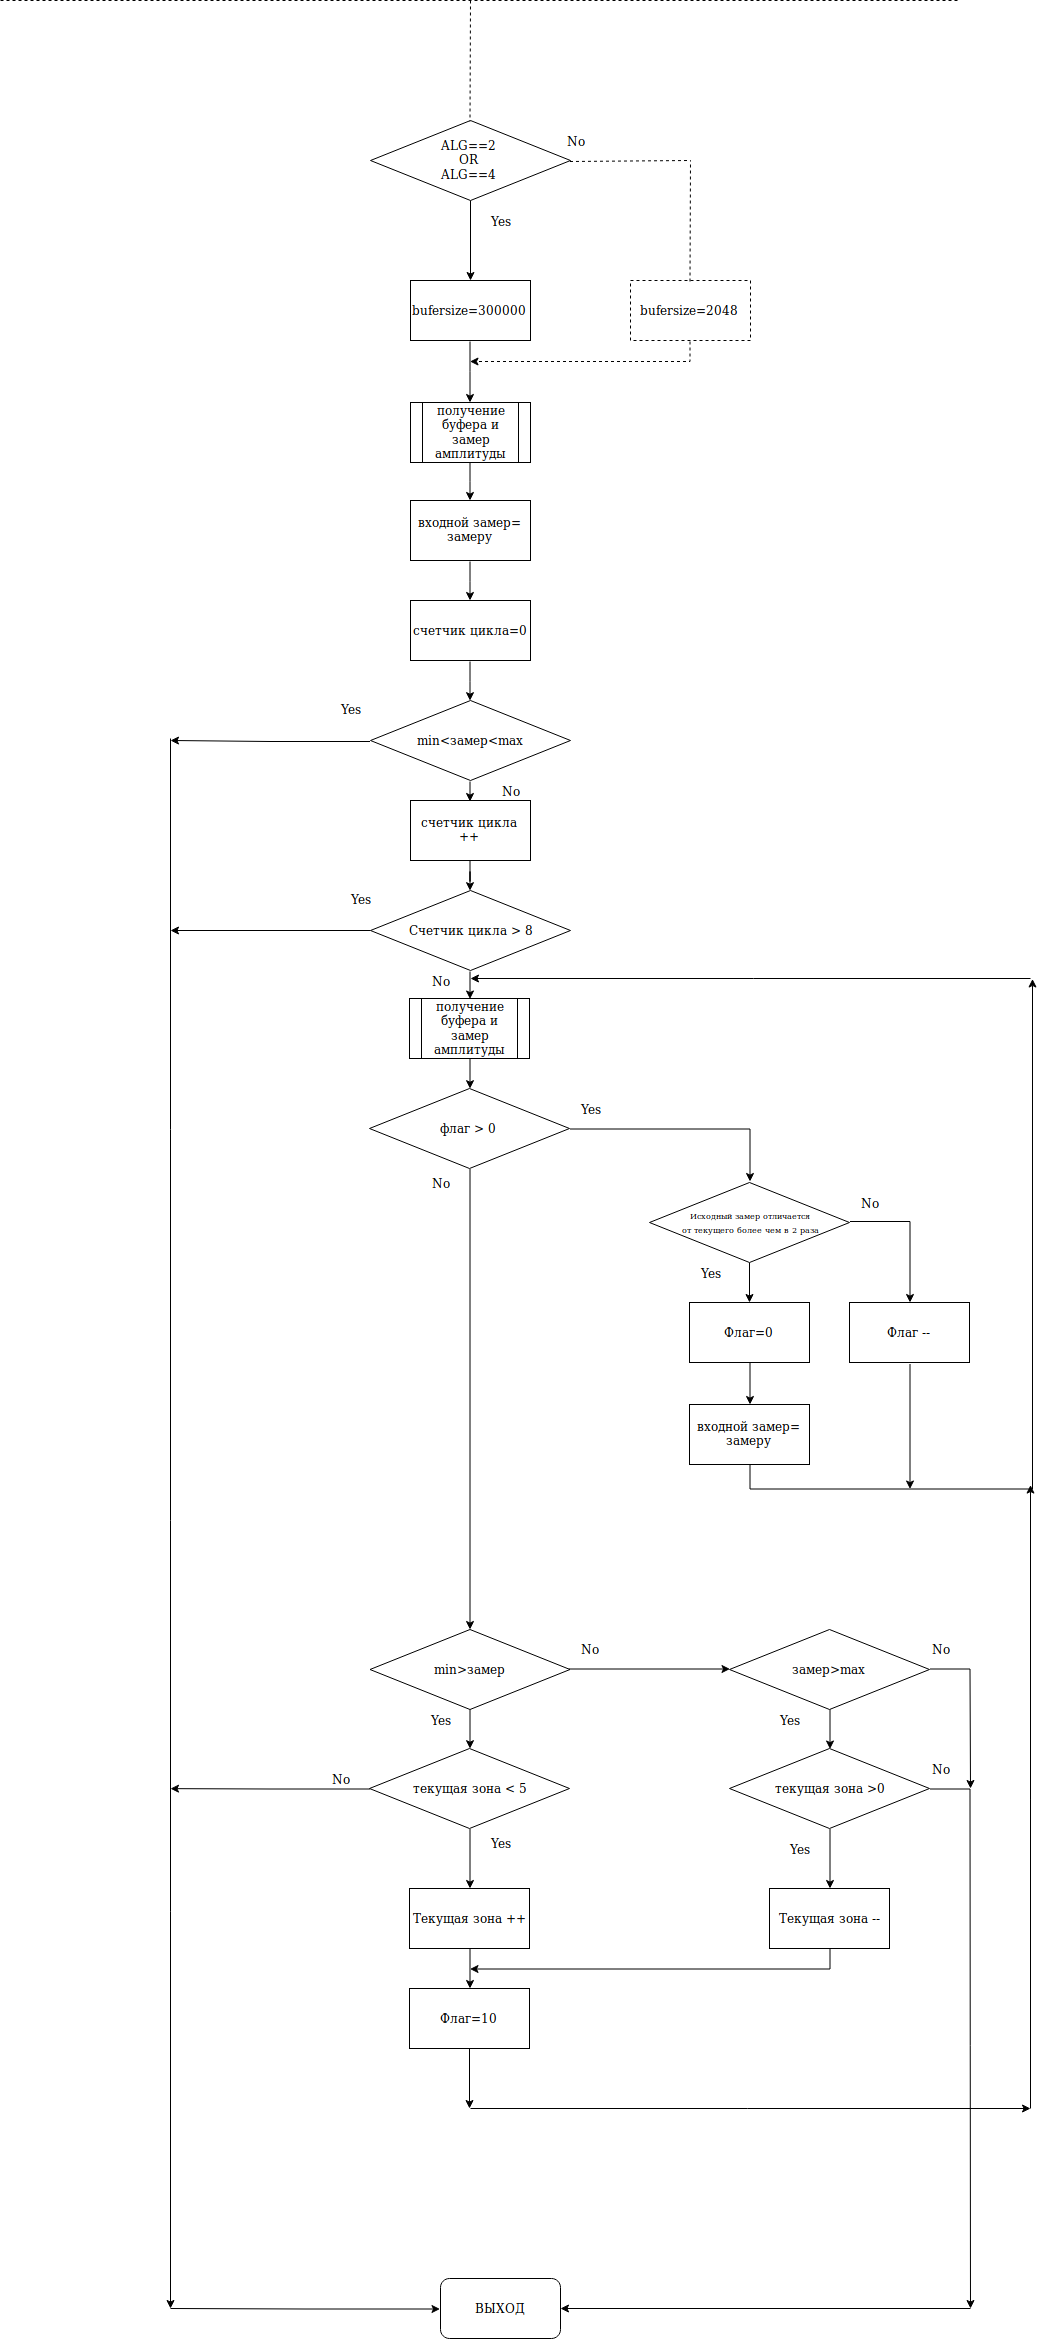 ALG==2
OR
ALG==4
No
Yes
bufersize=300000
bufersize=2048
получение
буфера и
замер
амплитуды
входной замер=
замеру
счетчик цикла=0
Yes
min<замер<max
No
счетчик цикла
++
Yes
Счетчик цикла > 8
No
получение
буфера и
замер
амплитуды
флаг > 0
Yes
No
Исходный замер отличается
от текущего более чем в 2 раза
No
Yes
Флаг=0
Флаг --
входной замер=
замеру
min>замер
No
замер>max
No
Yes
Yes
No
текущая зона < 5
текущая зона >0
No
Yes
Yes
Текущая зона ++
Текущая зона --
Флаг=10
ВЫХОД